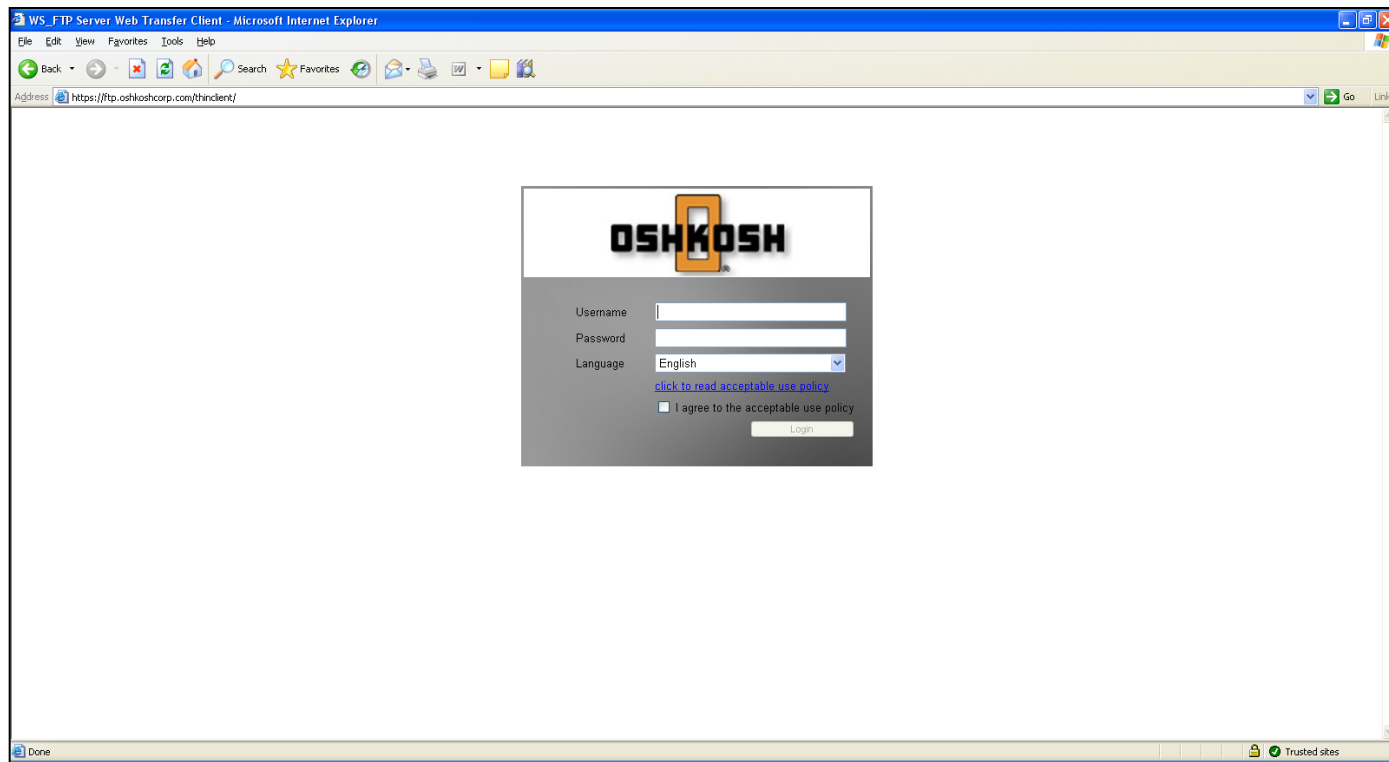 WS_FTP Server Web Transfer Client - Microsoft Internet Explorer
File Edit View Favorites Tools Help
Back Search Favorites
Address https://ftp.oshkoshcorp.com/thinclient/ Go
OSHKOSH
Username
Password
Language English
click to read acceptable use policy
I agree to the acceptable use policy
Login
Done Trusted sites